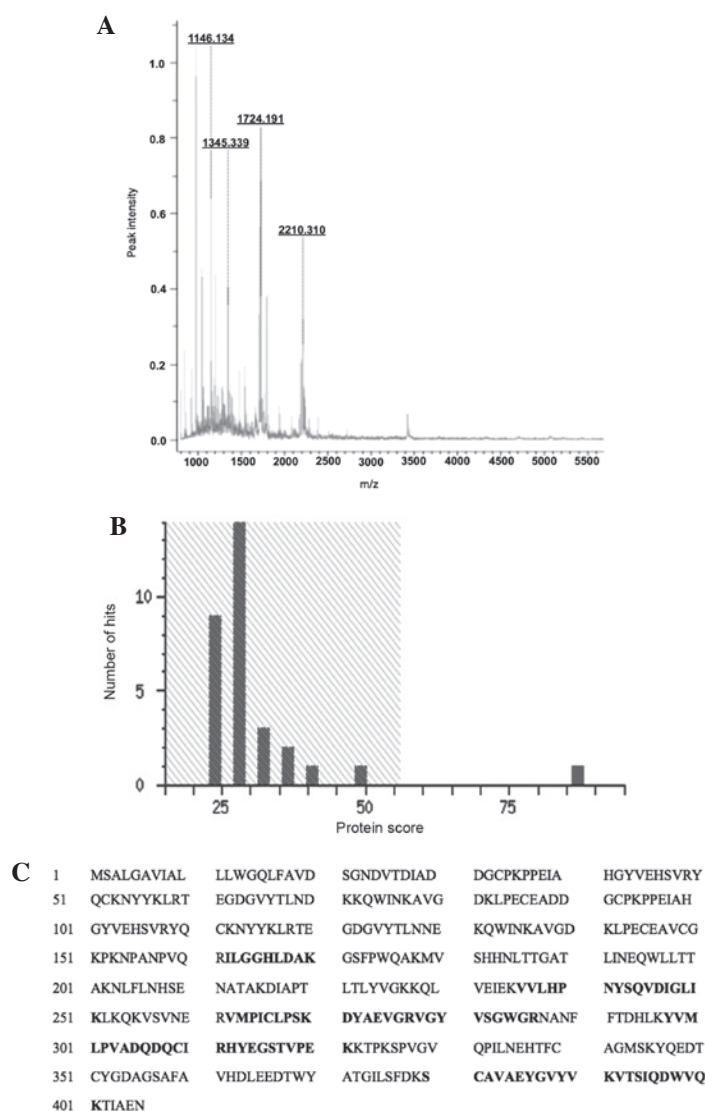 A
1146.134
1724.191
1345.339
2210.310
1.0
0.8
0.6
0.4
0.2
0.0
Peak intensity
1000 1500 2000 2500 3000 3500 4000 4500 5000 5500
m/z
B
10
5
0
Number of hits
25 50 75
Protein score
C
1 MSALGAVIAL LLWGQLFAVD SGNDVTDIAD DGCPKPPEIA HGYVEHSVRY
51 QCKNYYKLRT EGDGVYTLND KKQWINKAVG DKLPECEADD GCPKPPEIAH
101 GYVEHSVRYQ CKNYYKLRTE GDGVYTLNNE KQWINKAVGD KLPECEAVCG
151 KPKNPANPVQ RILGGHLDAK GSFPWQAKMV SHHNLTTGAT LINEQWLLTT
201 AKNLFLNHSE NATAKDIAPT LTLYVGKKQL VEIEKVVLHP NYSQVDIGLI
251 KLKQKVSVNE RVMPICLPSK DYAEVGRVGY VSGWGRNANF FTDHLKYVM
301 LPVADQDQCI RHYEGSTVPE KKTPKSPVGV QPILNEHTFC AGMSKYQEDT
351 CYGDAGSAFA VHDLEEDTWY ATGILSFDKS CAVAEYGVYV KVTSIQDWVQ
401 KTIAEN